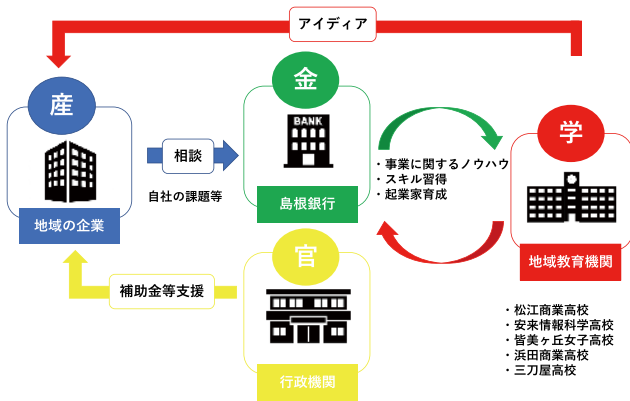 アイディア
産
地域の企業
相談
自社の課題等
金
BANK
島根銀行
・事業に関するノウハウ
・スキル習得
・起業家育成
学
地域教育機関
補助金等支援
官
行政機関
・松江商業高校
・安来情報科学高校
・皆美ヶ丘女子高校
・浜田商業高校
・三刀屋高校